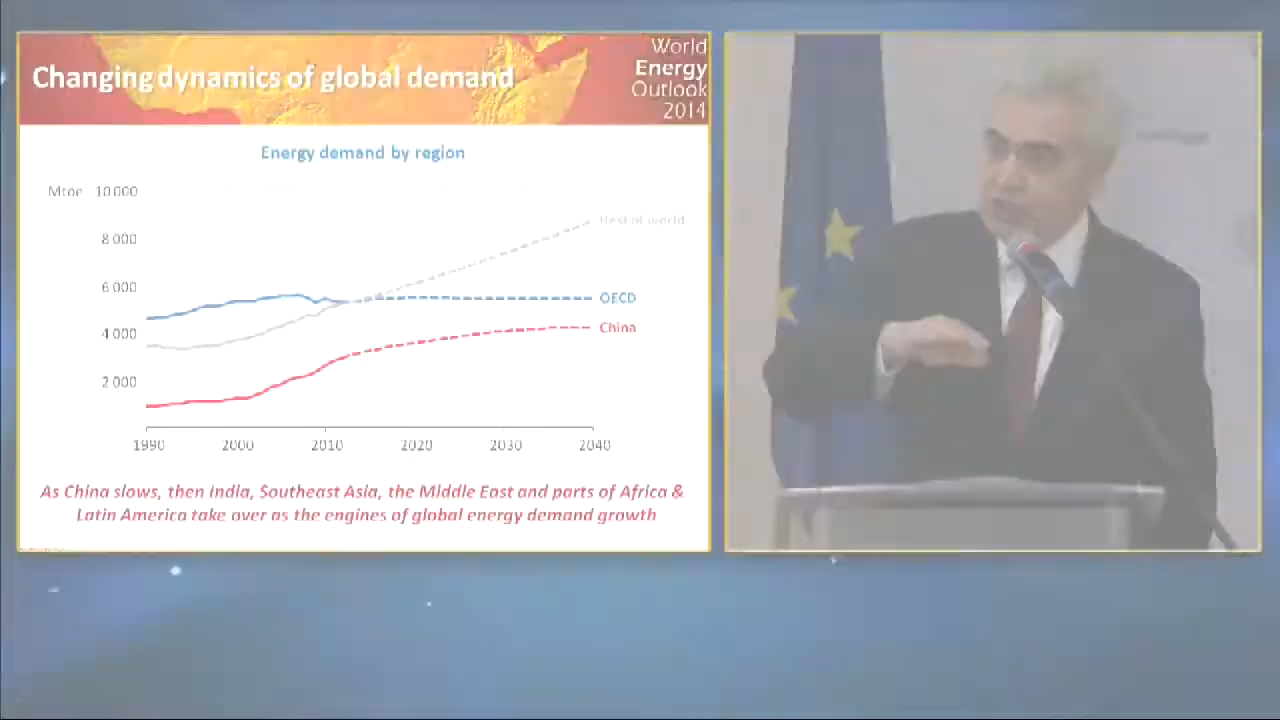 Changing dynamics of global demand
World
Energy
Outlook
2014
Energy demand by region
Mtoe 10 000
8 000
6 000
4 000
2 000
Rest of world
OECD
China
1990 2000 2010 2020 2030 2040
As China slows, then India, Southeast Asia, the Middle East and parts of Africa &
Latin America take over as the engines of global energy demand growth